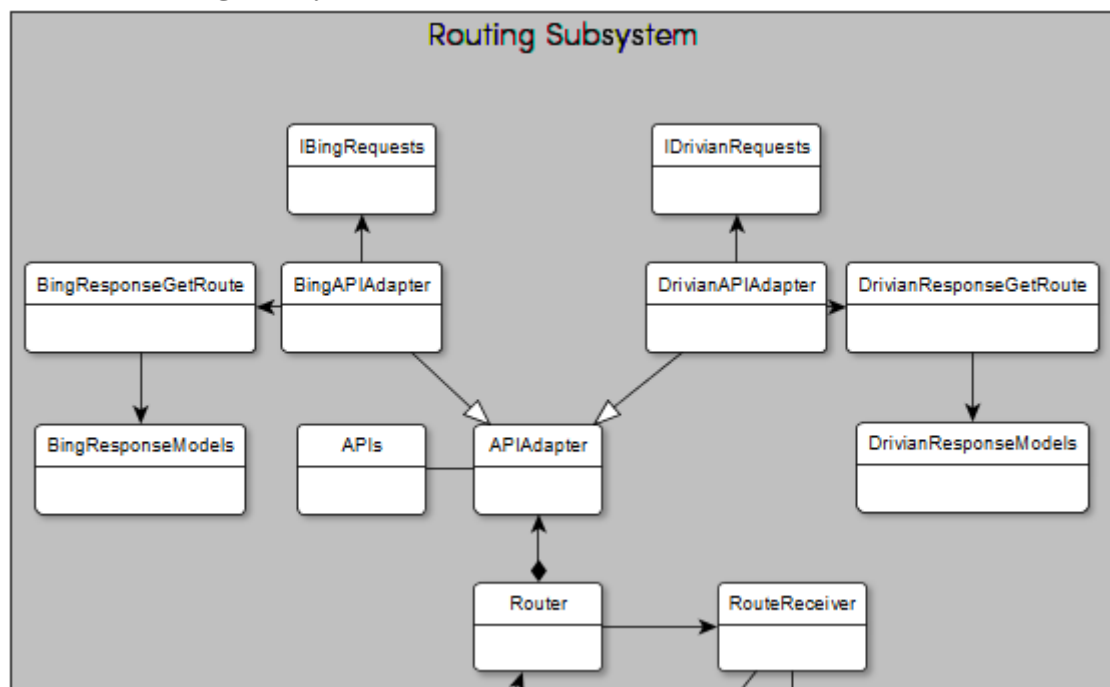 Routing Subsystem
IBingRequests
IDrivianRequests
BingResponseGetRoute
BingAPIAdapter
DrivianAPIAdapter
DrivianResponseGetRoute
BingResponseModels
APIs
APIAdapter
DrivianResponseModels
Router
RouteReceiver